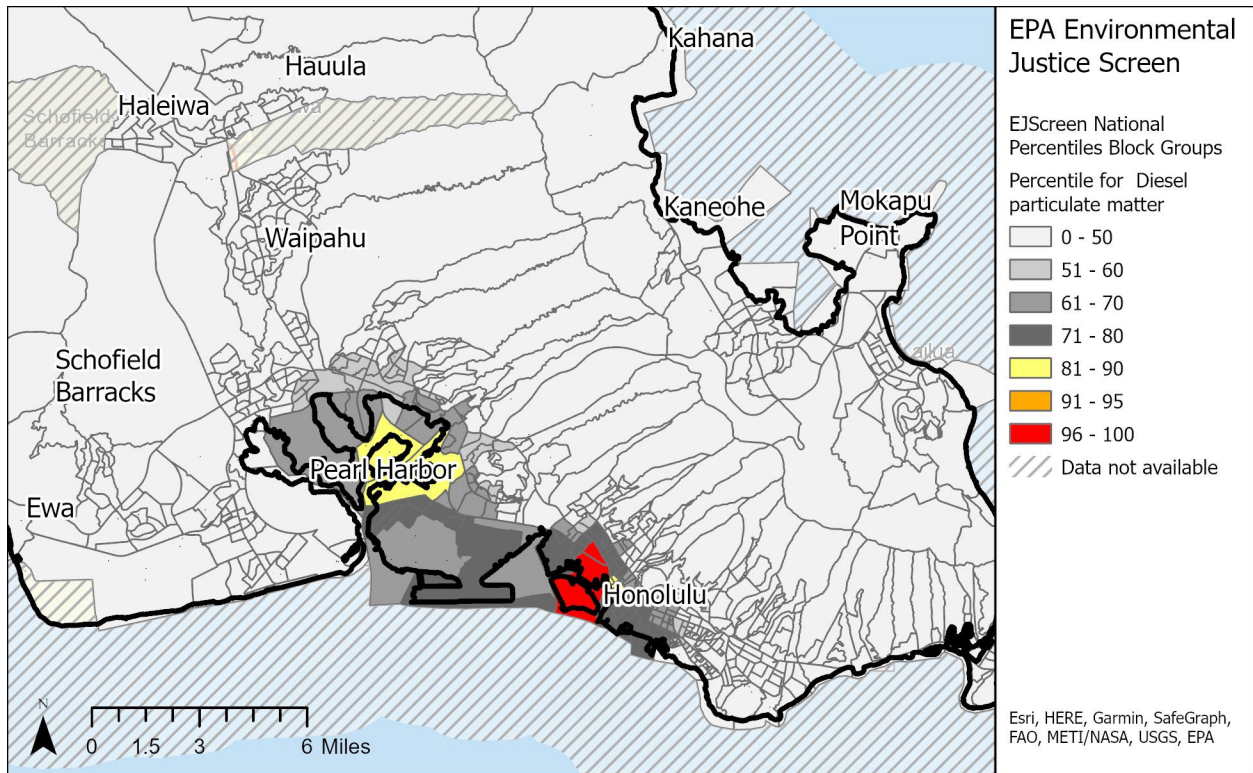 Kahana
Hauula
Haleiwa
Schofields
Barracks
wa
Kaneohe
Mokapu
Point
Waipahu
ailua
Schofield
Barracks
Pearl Harbor
Ewa
Honolulu
N
0 1.5 3 6 Miles
EPA Environmental
Justice Screen
EJScreen National
Percentiles Block Groups
Percentile for Diesel
particulate matter
0 - 50
51 - 60
61 - 70
71 - 80
81 - 90
91 - 95
96 - 100
Data not available
Esri, HERE, Garmin, SafeGraph,
FAO, METI/NASA, USGS, EPA